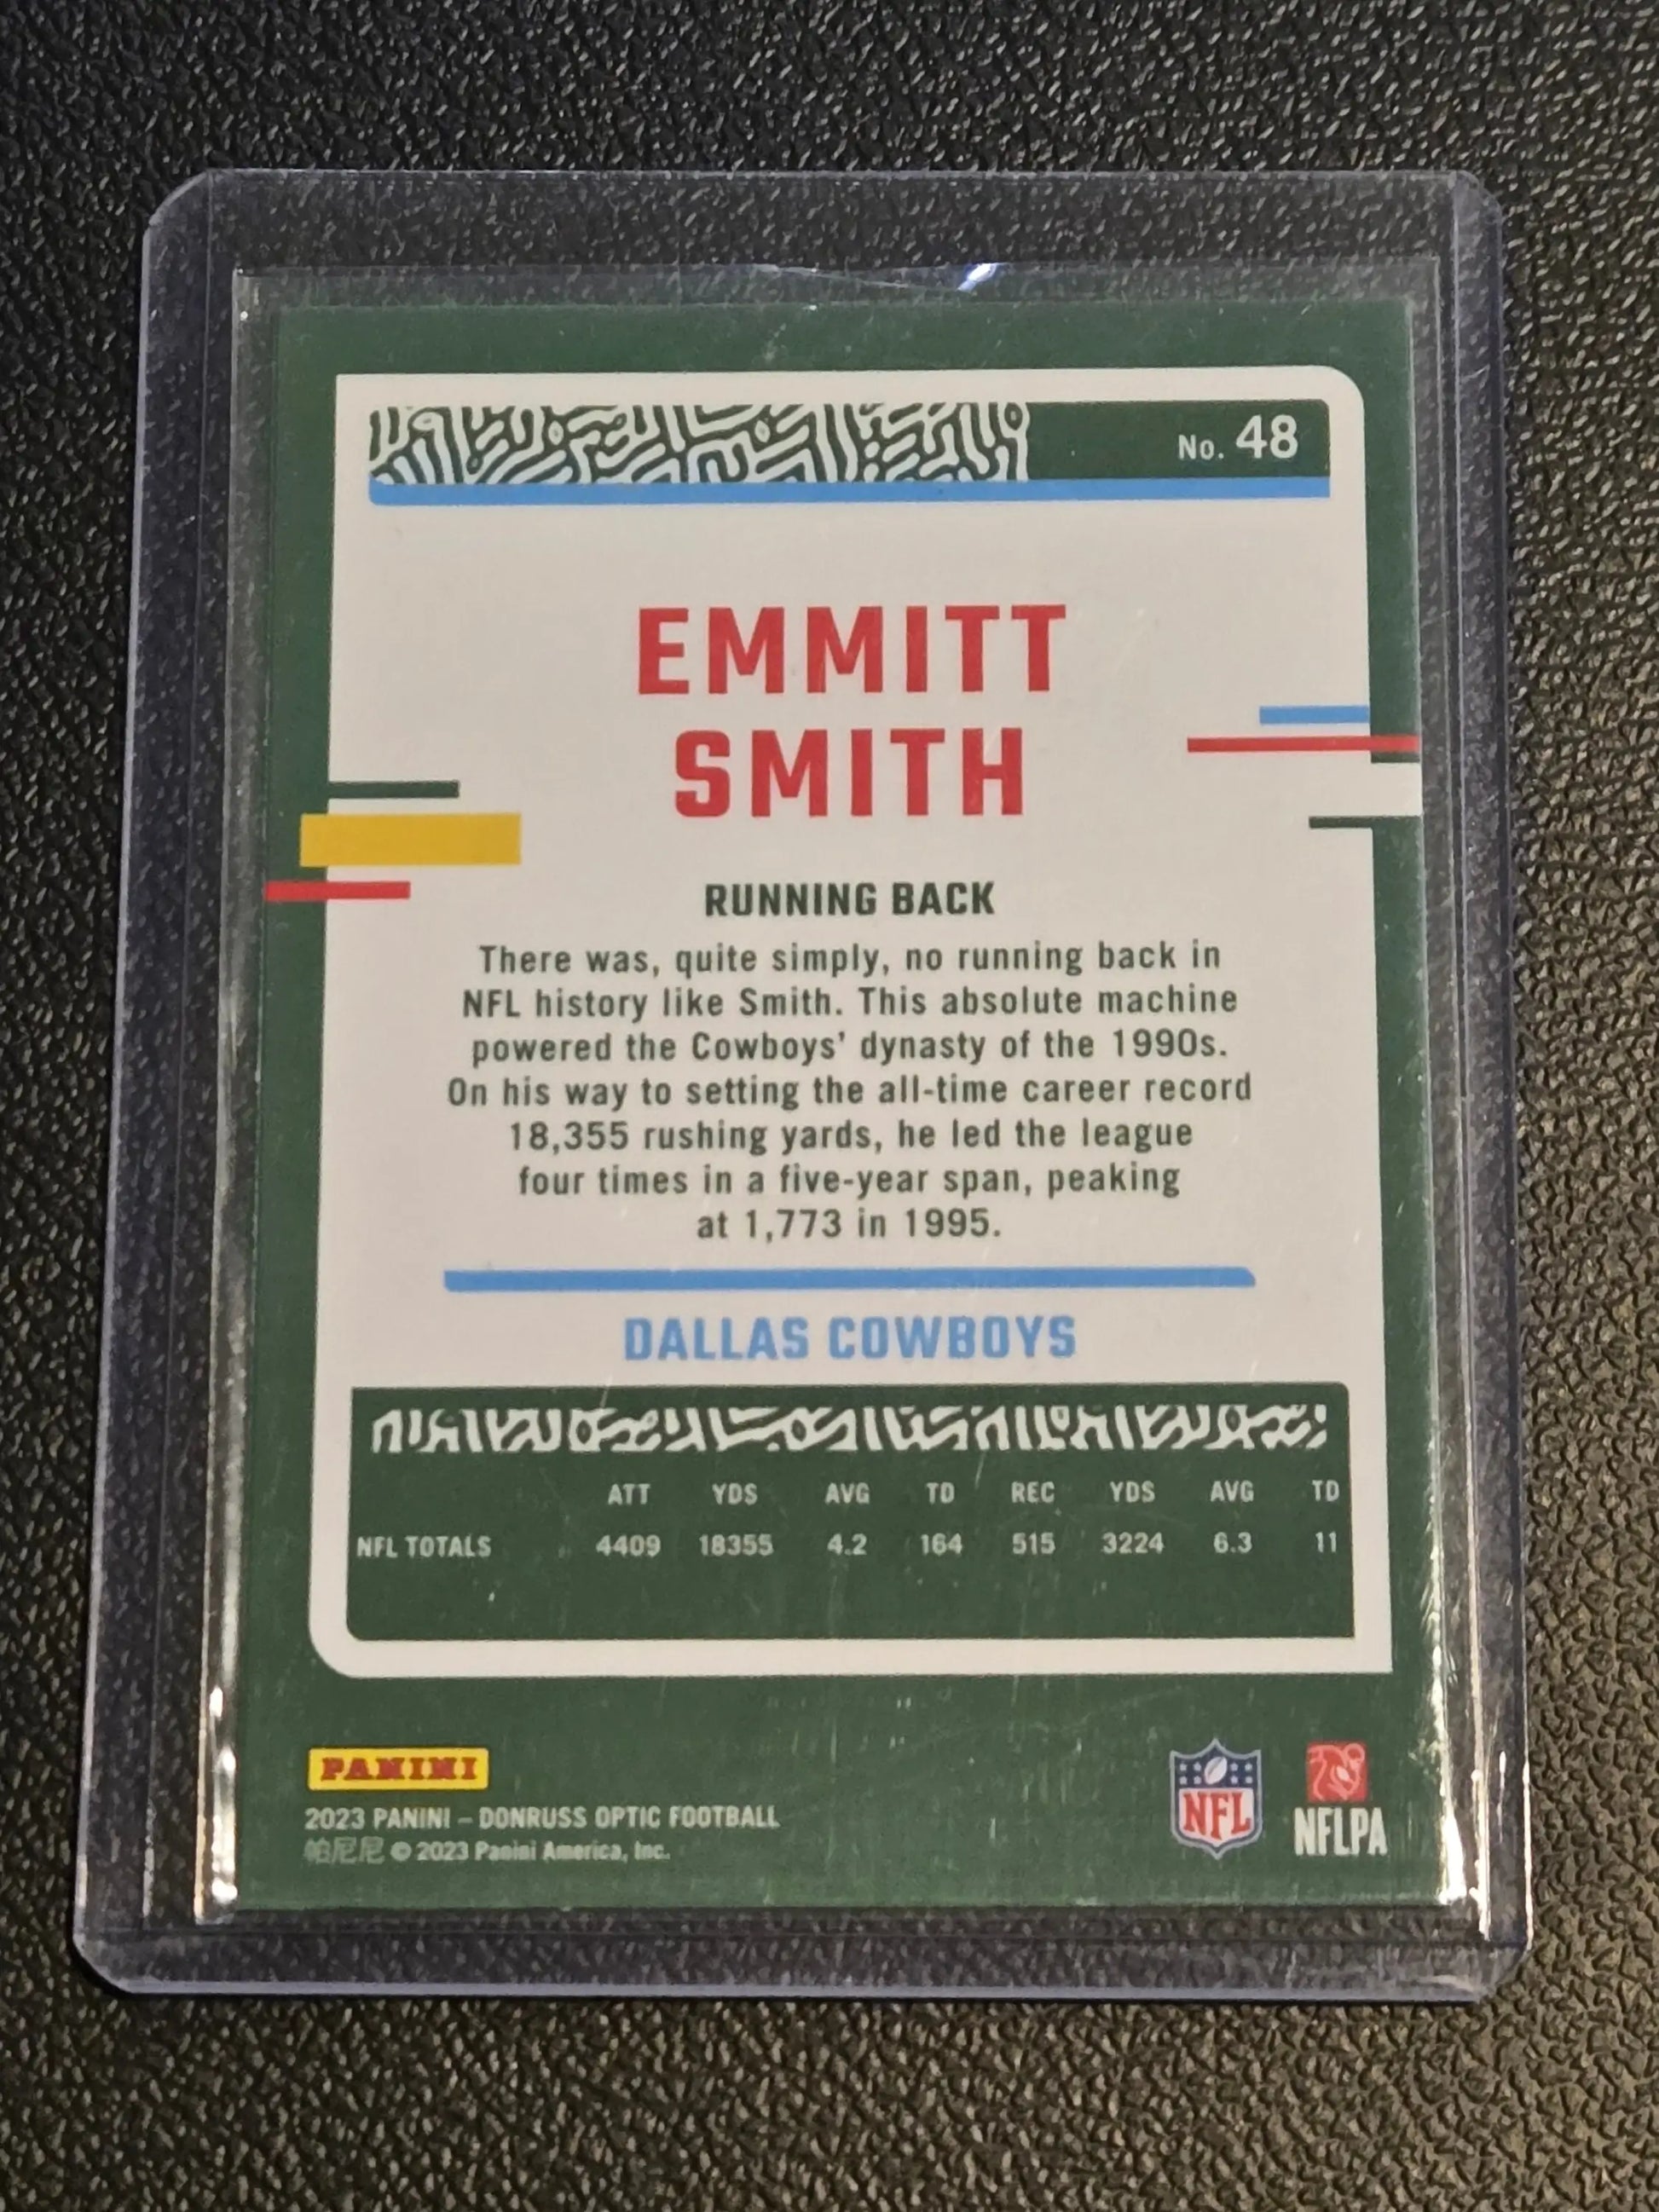 No. 48
EMMITT
SMITH
RUNNING BACK
There was, quite simply, no running back in
NFL history like Smith. This absolute machine
powered the Cowboys' dynasty of the 1990s.
On his way to setting the all-time career record
18,355 rushing yards, he led the league
four times in a five-year span, peaking
at 1,773 in 1995.
DALLAS COWBOYS
ATT YDS AVG TD REC YDS AVG TD
NFL TOTALS 4409 18355 4.2 164 515 3224 6.3 11
PANINI
2023 PANINI – DONRUSS OPTIC FOOTBALL
帕尼尼 © 2023 Panini America, Inc.
NFL
NFLPA